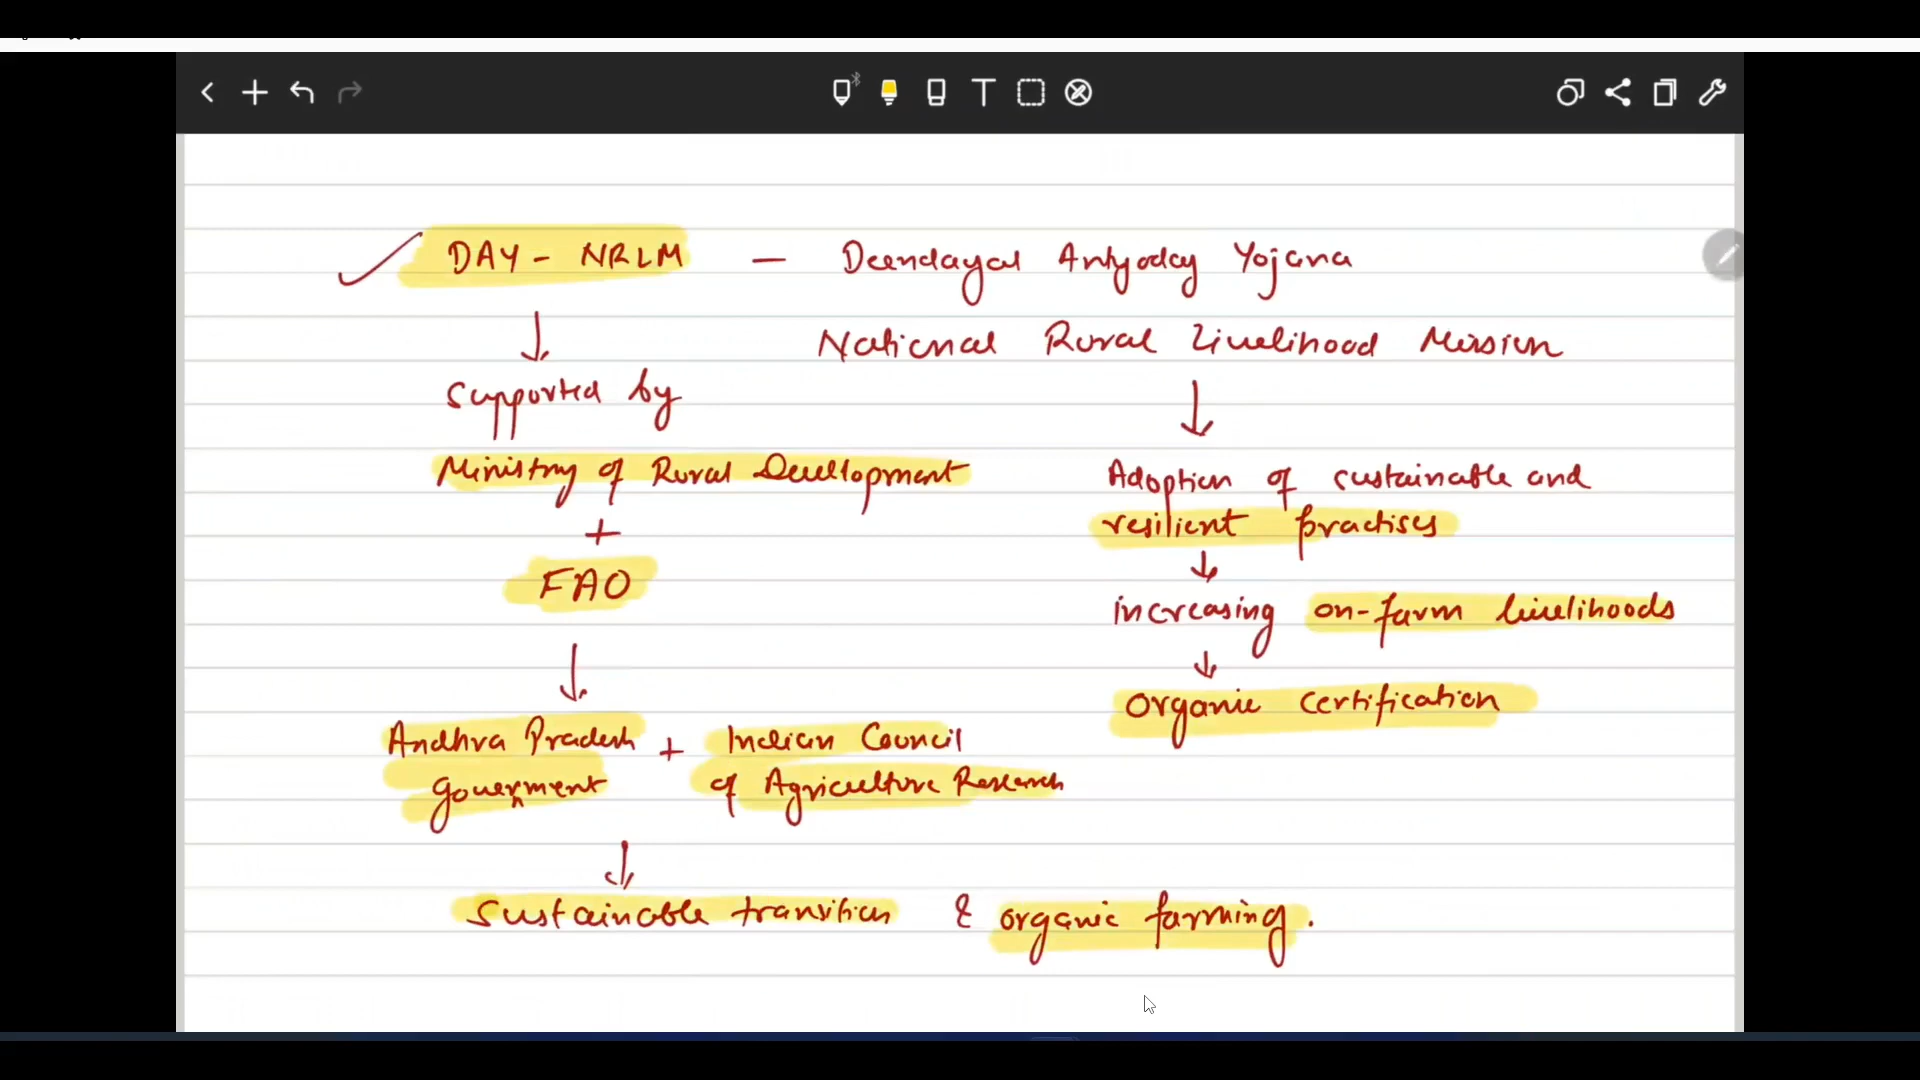 DAY - NRLM — Deendayal Antyoday Yojana
National Rural Livelihood Mission
supported by
Ministry of Rural Development
+
FAO
Andhra Pradesh + Indian Council
Government of Agriculture Research
sustainable transition & organic farming.
Adoption of sustainable and
resilient practises
increasing on-farm livelihoods
organic certification